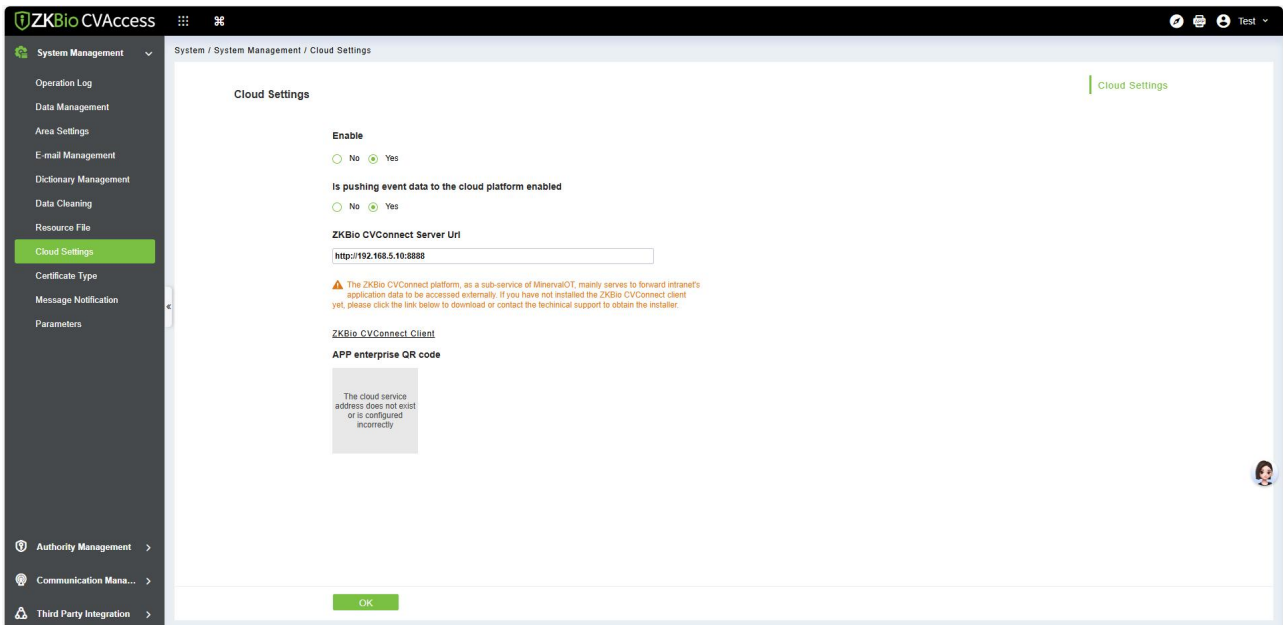 ZKBio CVAccess
Test
System Management
Operation Log
Data Management
Area Settings
E-mail Management
Dictionary Management
Data Cleaning
Resource File
Cloud Settings
Certificate Type
Message Notification
Parameters
Authority Management
Communication Mana...
Third Party Integration
System / System Management / Cloud Settings
Cloud Settings
Cloud Settings
Enable
No Yes
Is pushing event data to the cloud platform enabled
No Yes
ZKBio CVConnect Server Url
http://192.168.5.10:8888
The ZKBio CVConnect platform, as a sub-service of MinervaIOT, mainly serves to forward intranet's
application data to be accessed externally. If you have not installed the ZKBio CVConnect client
yet, please click the link below to download or contact the techinical support to obtain the installer.
ZKBio CVConnect Client
APP enterprise QR code
The cloud service
address does not exist
or is configured
incorrectly
OK